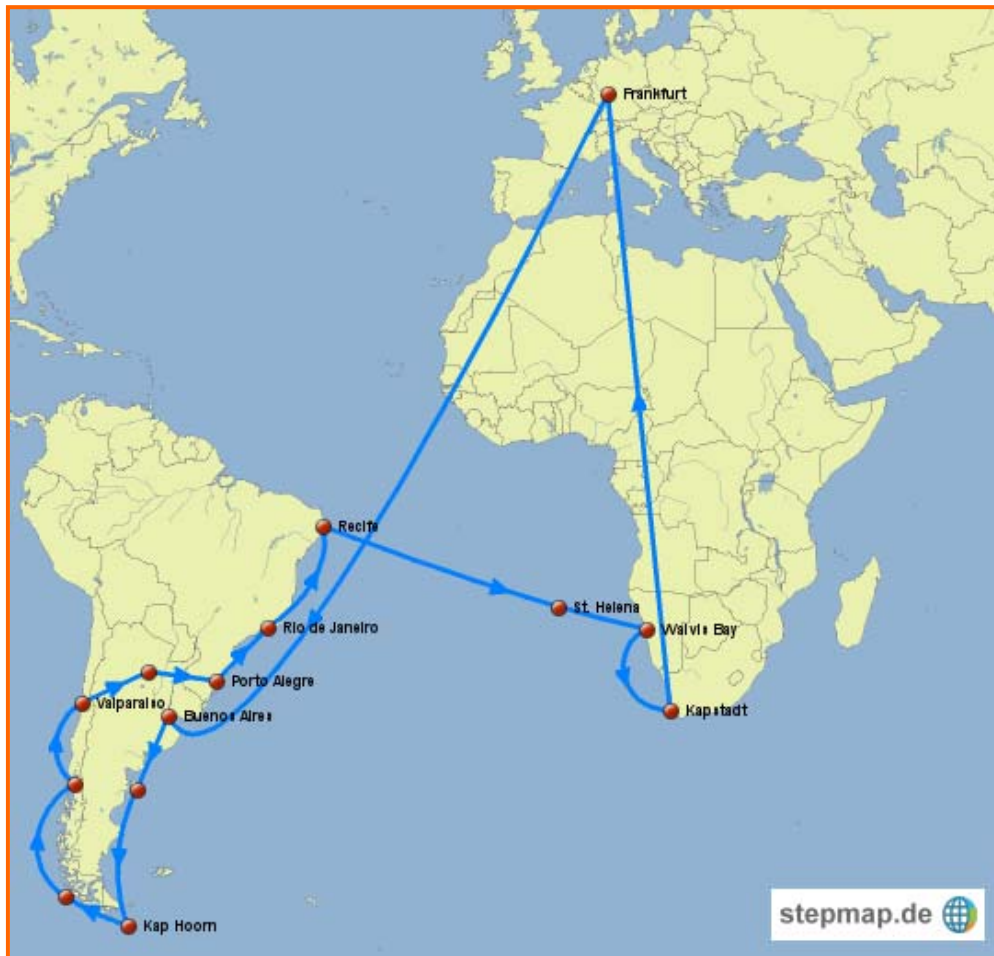 Frankfurt
Recife
St. Helena
Rio de Janeiro
Walvis Bay
Porto Alegre
Valparaiso
Buenos Aires
Kapstadt
Kap Hoorn
stepmap.de